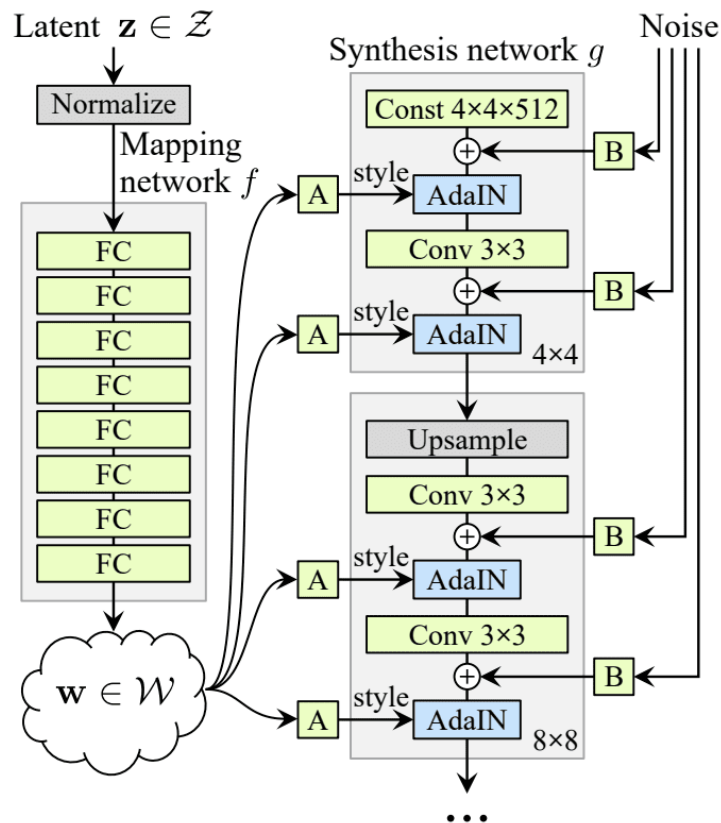 Latent z ∈ 𝒵
Normalize
Mapping
network f
FC
FC
FC
FC
FC
FC
FC
FC
w ∈ 𝒲
Noise
Synthesis network g
Const 4×4×512
B
A
style
AdaIN
Conv 3×3
B
A
style
AdaIN
4×4
Upsample
Conv 3×3
B
A
style
AdaIN
Conv 3×3
B
A
style
AdaIN
8×8
...